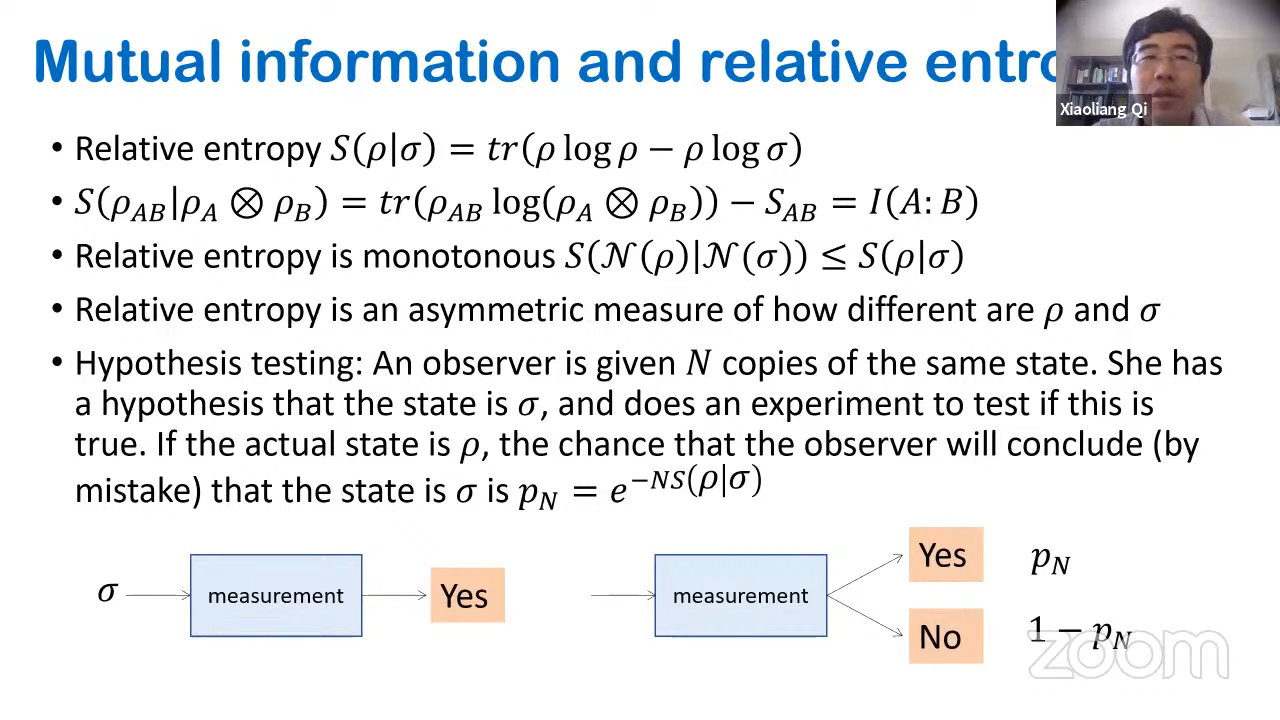 Mutual information and relative entro
Xiaoliang Qi
• Relative entropy S(ρ|σ) = tr(ρ log ρ − ρ log σ)
• S(ρ_AB|ρ_A ⊗ ρ_B) = tr(ρ_AB log(ρ_A ⊗ ρ_B)) − S_AB = I(A: B)
• Relative entropy is monotonous S(𝒩(ρ)|𝒩(σ)) ≤ S(ρ|σ)
• Relative entropy is an asymmetric measure of how different are ρ and σ
• Hypothesis testing: An observer is given N copies of the same state. She has
a hypothesis that the state is σ, and does an experiment to test if this is
true. If the actual state is ρ, the chance that the observer will conclude (by
mistake) that the state is σ is p_N = e^{−NS(ρ|σ)}
σ
measurement
Yes
measurement
Yes
p_N
No
1 − p_N
zoom